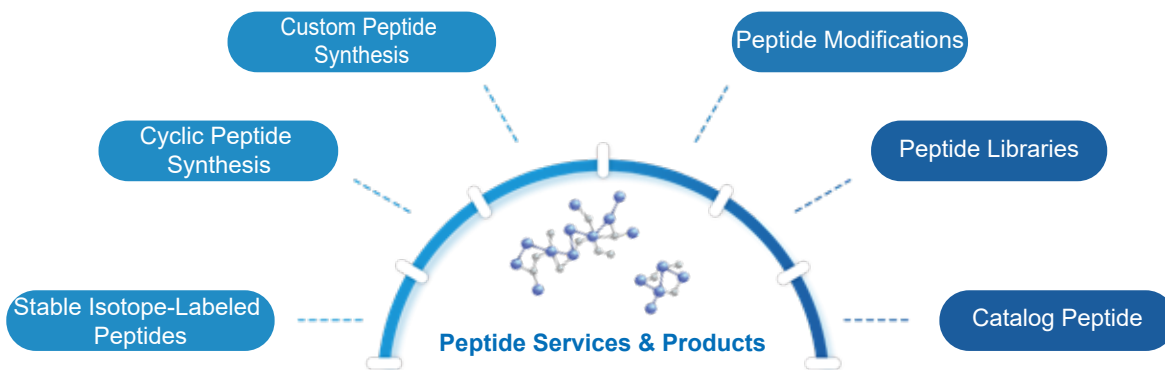 Custom Peptide
Synthesis
Peptide Modifications
Cyclic Peptide
Synthesis
Peptide Libraries
Stable Isotope-Labeled
Peptides
Catalog Peptide
Peptide Services & Products